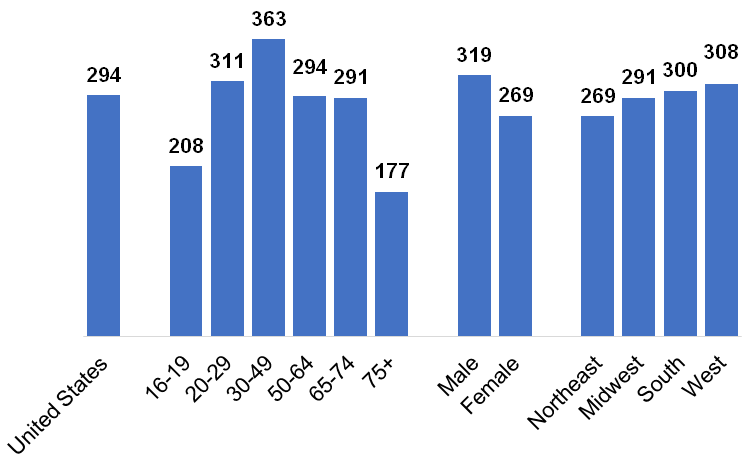 294
208
311
363
294
291
177
319
269
269
291
300
308
United States
16-19
20-29
30-49
50-64
65-74
75+
Male
Female
Northeast
Midwest
South
West